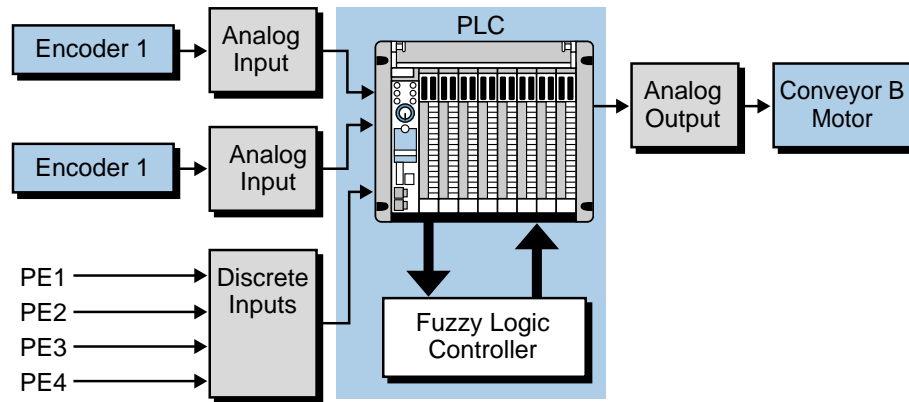 PLC
Encoder 1
Analog
Input
Analog
Output
Conveyor B
Motor
Encoder 1
Analog
Input
PE1
PE2
PE3
PE4
Discrete
Inputs
Fuzzy Logic
Controller